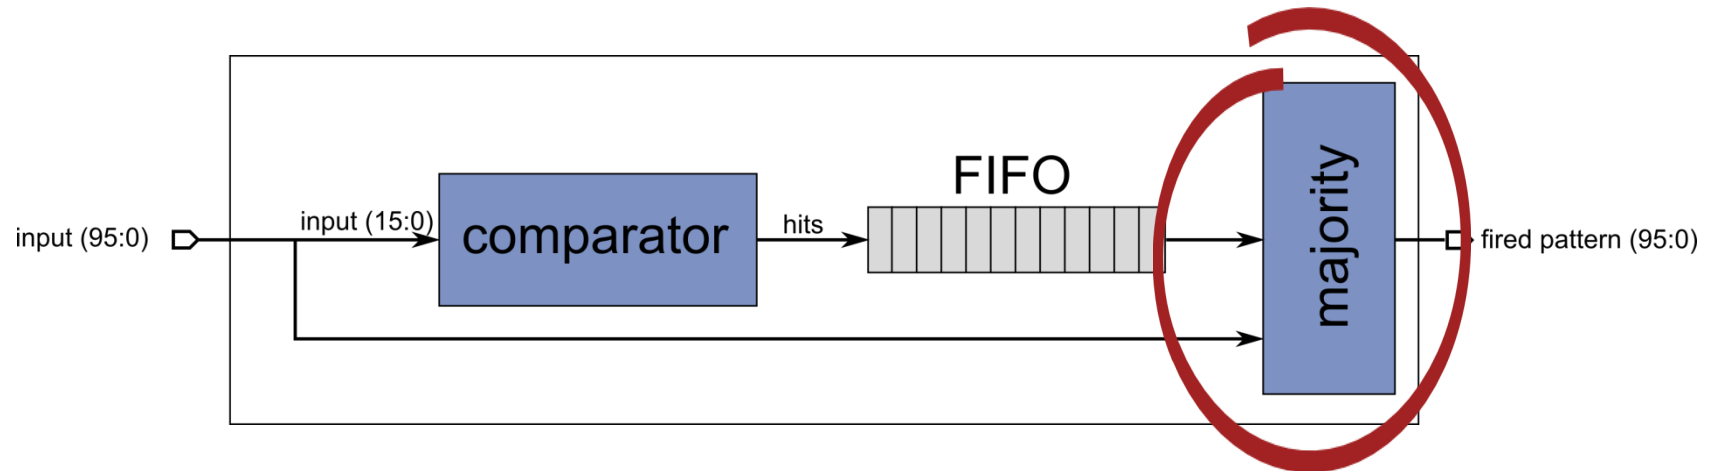 input (95:0)
input (15:0)
comparator
hits
FIFO
majority
fired pattern (95:0)